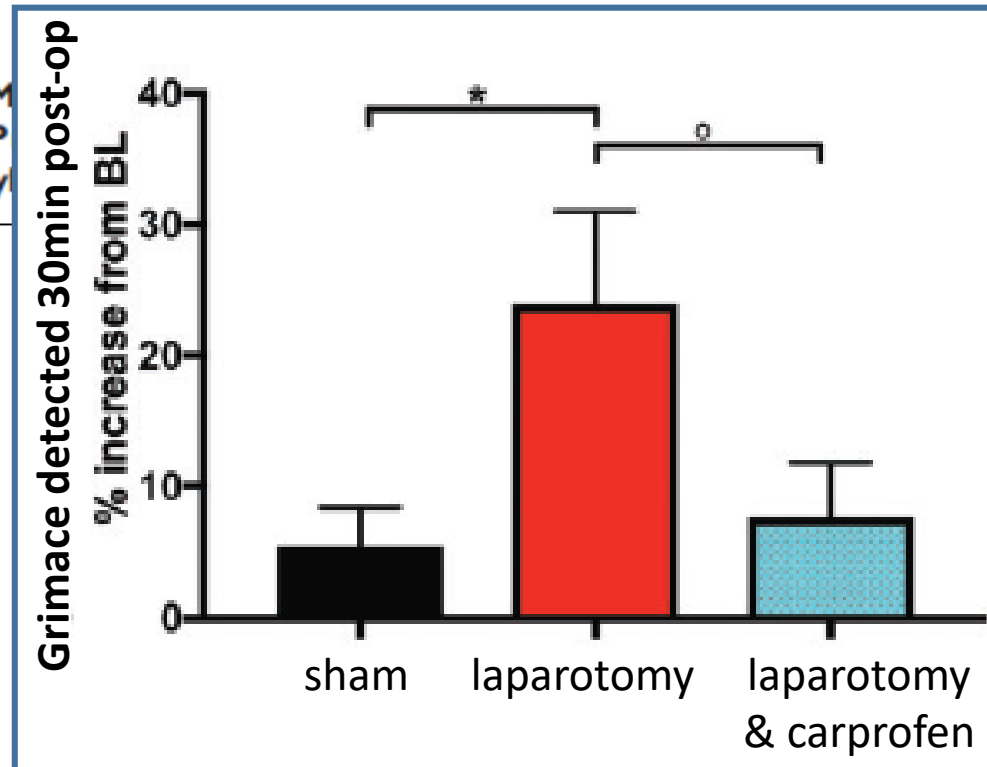 Grimace detected 30min post-op
% increase from BL
40
30
20
10
0
*
o
sham
laparotomy
laparotomy
& carprofen